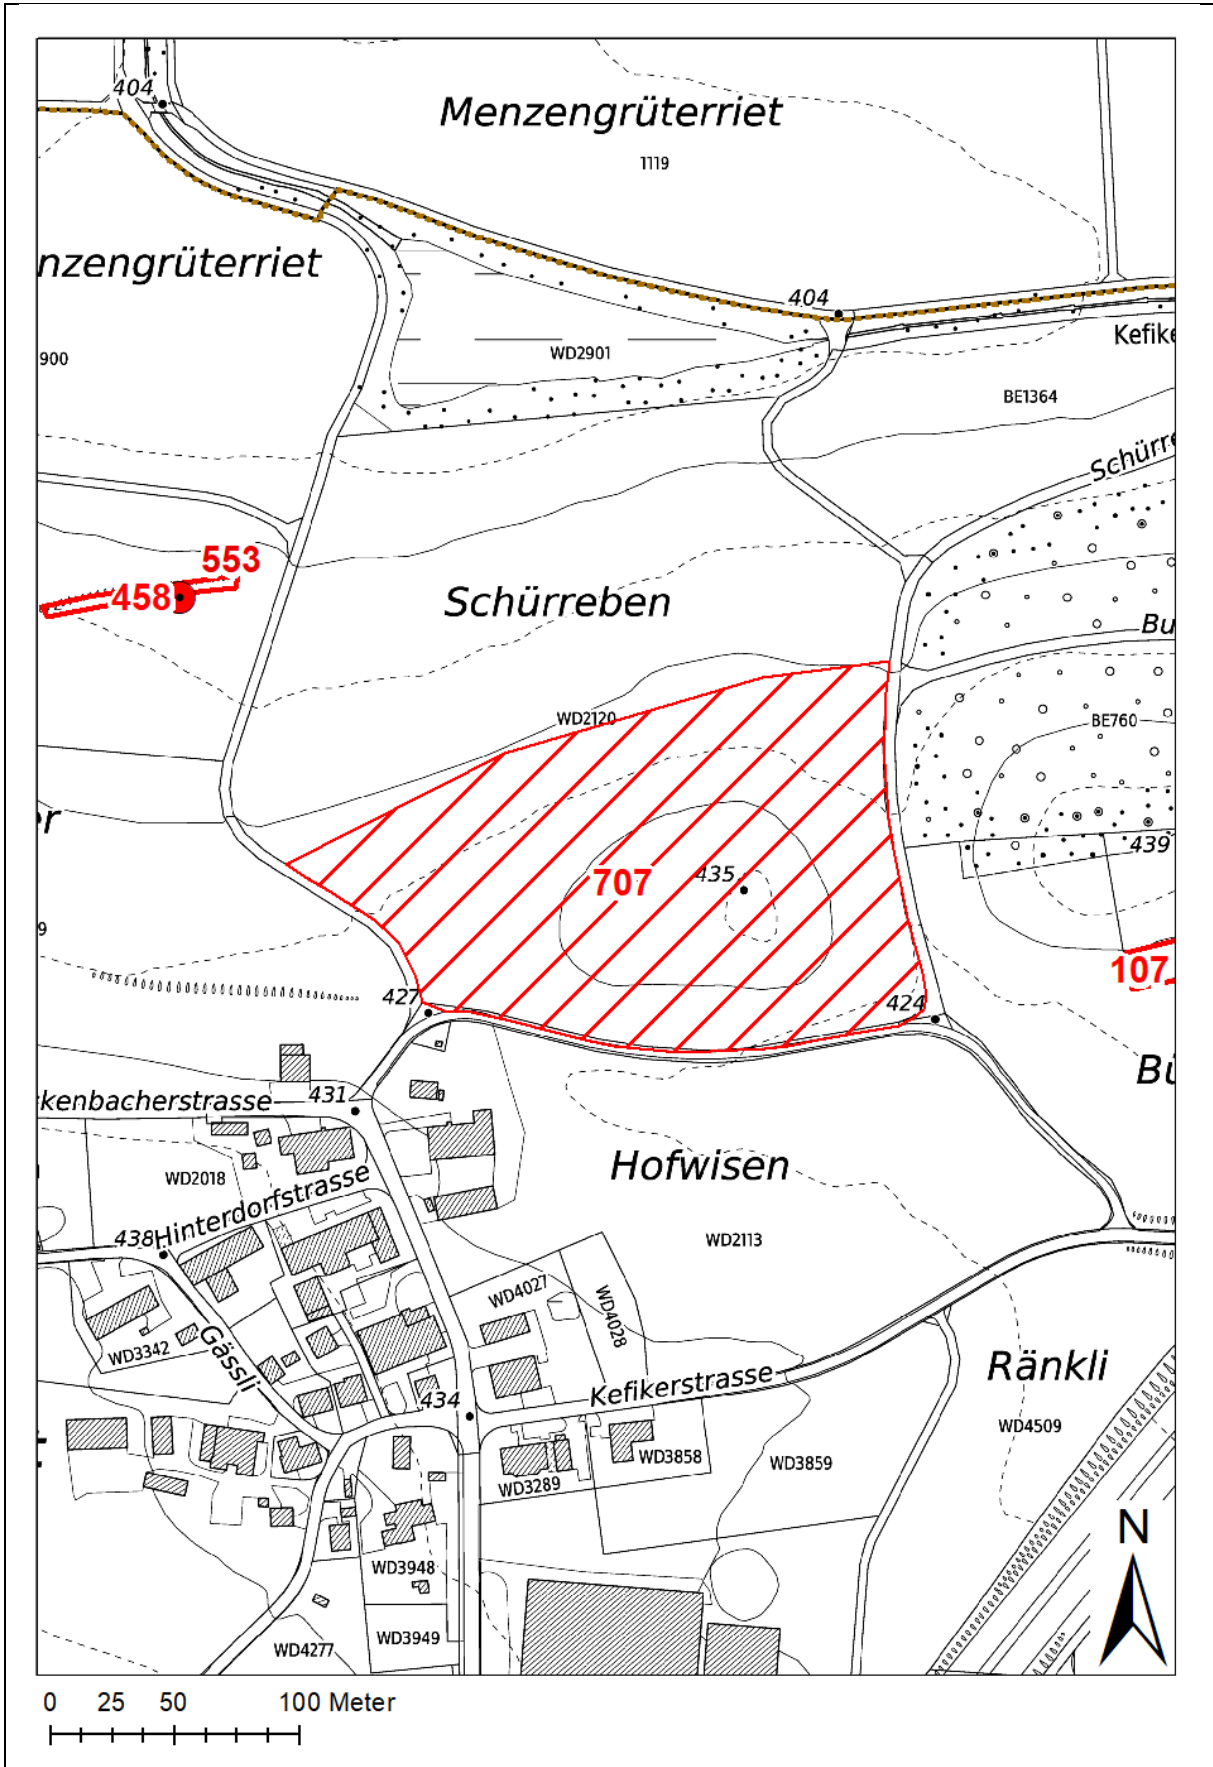 404
Menzengrüterriet
1119
nzengrüterriet
404
Kefike
WD2901
900
BE1364
Schürre
553
458
Schürreben
Bu
WD2120
BE760
er
439
435
707
9
107
427
424
Bü
431
kenbacherstrasse
Hofwisen
WD2018
Hinterdorfstrasse
438
WD2113
WD4027
WD4028
Gässli
WD3342
Ränkli
Kefikerstrasse
434
WD4509
WD3858
WD3859
WD3289
N
WD3948
WD3949
WD4277
0 25 50 100 Meter